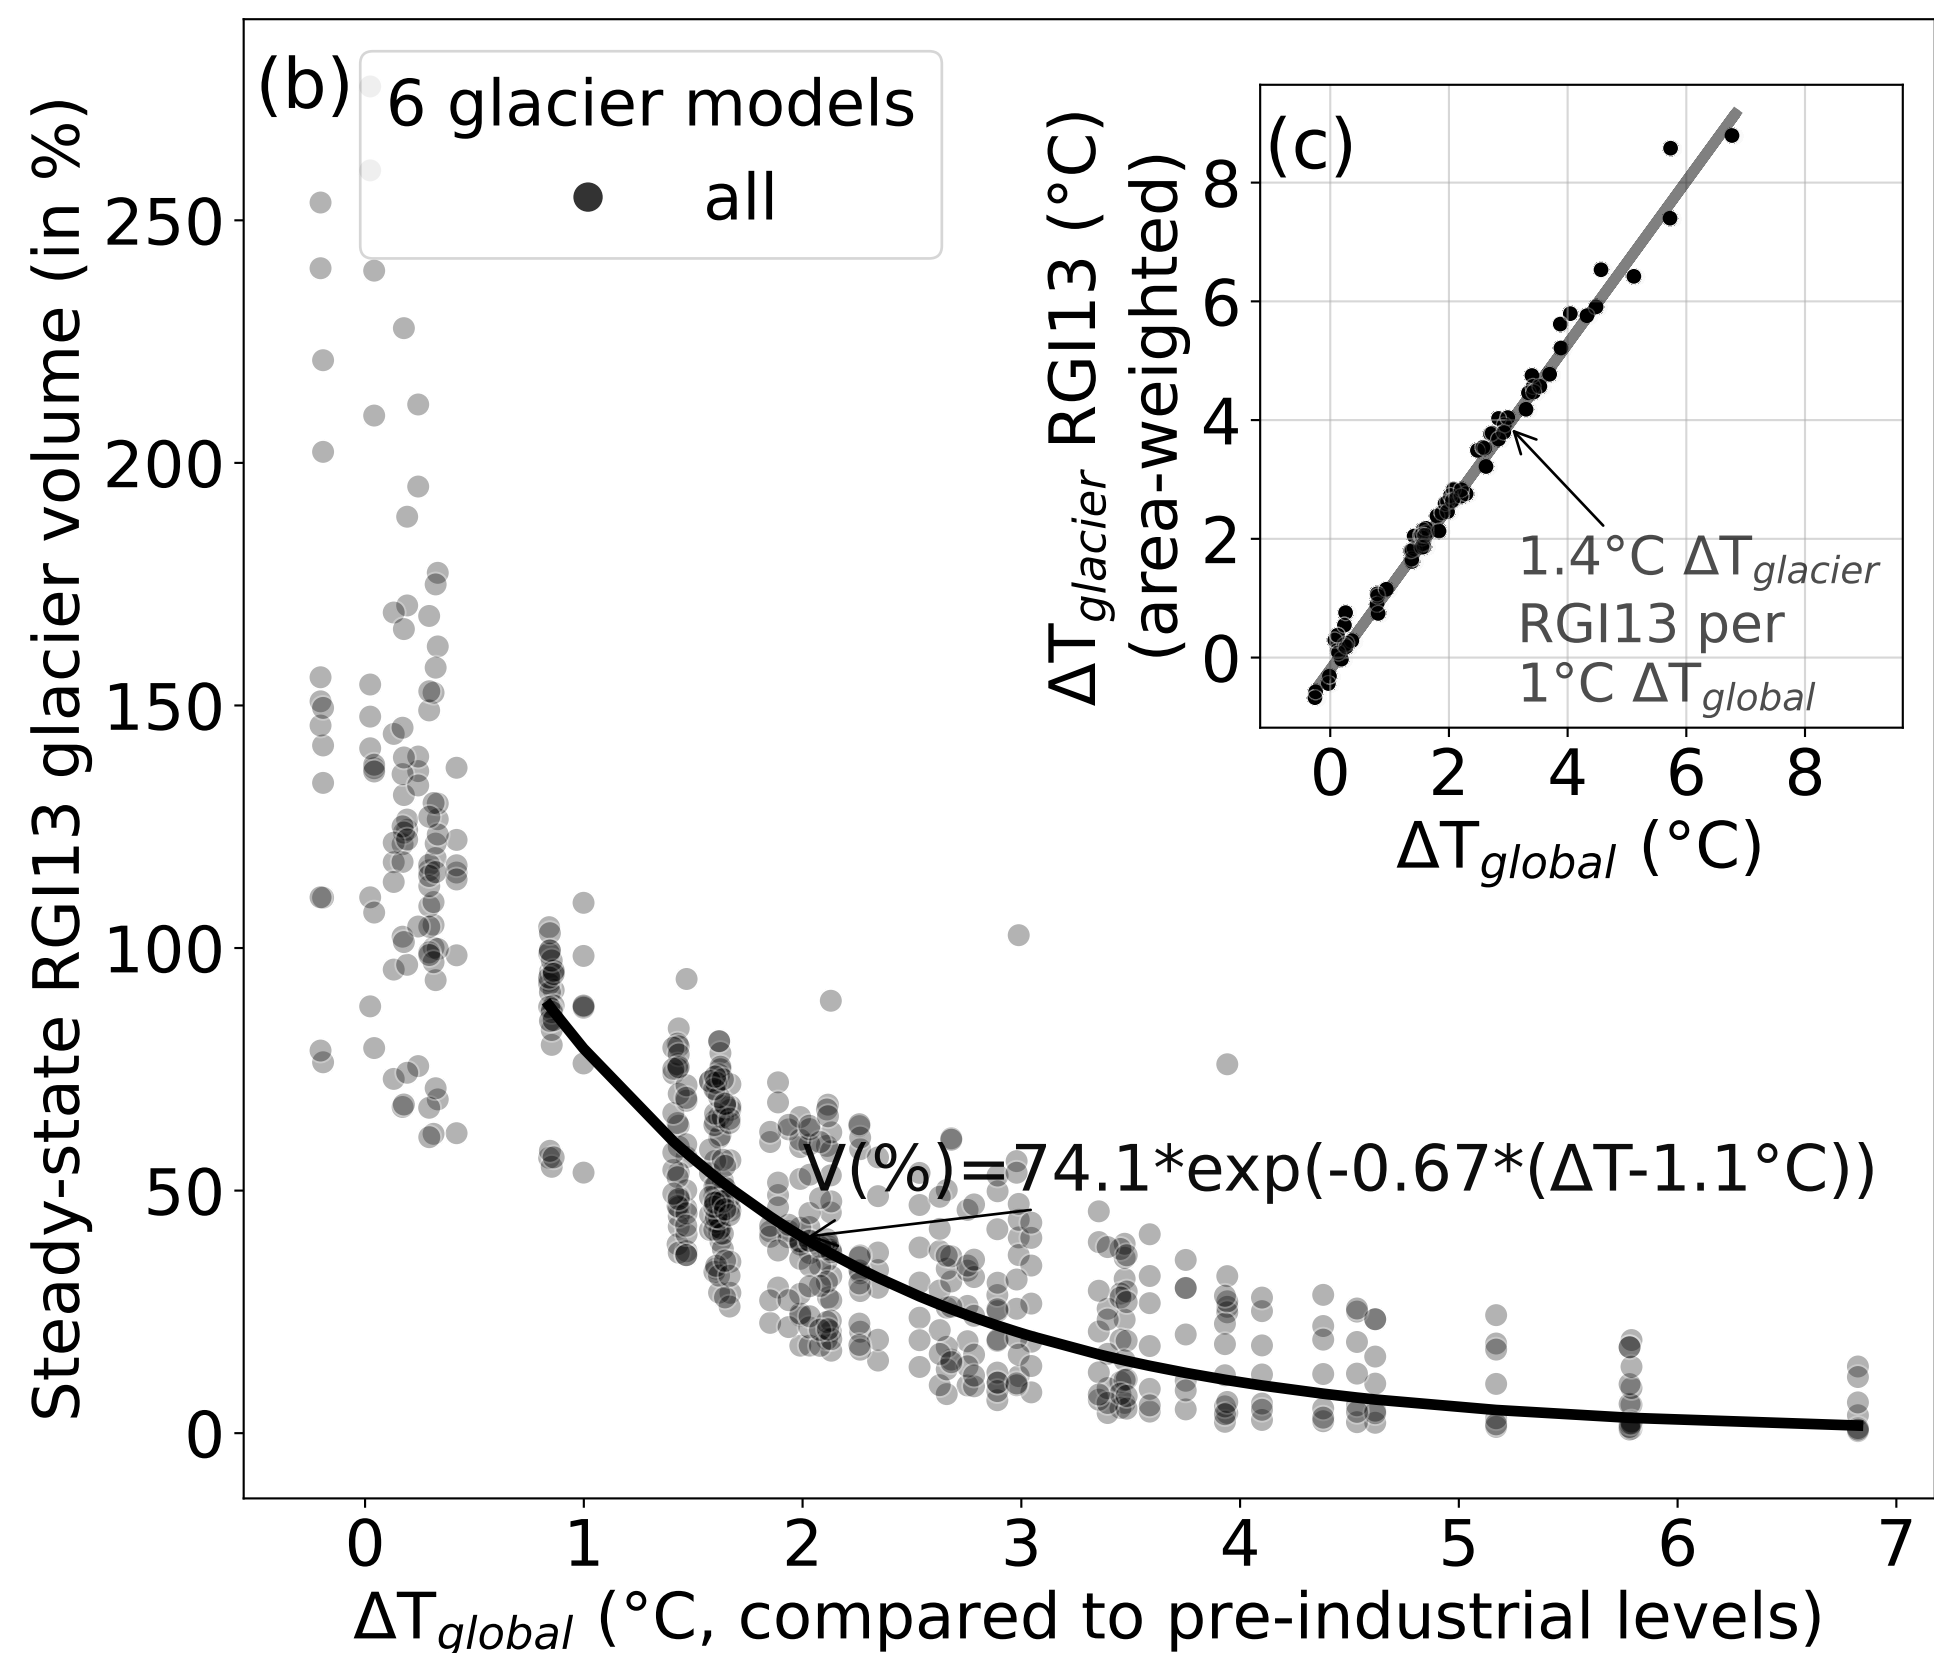 (b)
6 glacier models
all
Steady-state RGI13 glacier volume (in %)
250
200
150
100
50
0
0 1 2 3 4 5 6 7
ΔTglobal (°C, compared to pre-industrial levels)
V(%)=74.1*exp(-0.67*(ΔT-1.1°C))
(c)
ΔTglacier RGI13 (°C)
(area-weighted)
8
6
4
2
0
1.4°C ΔTglacier
RGI13 per
1°C ΔTglobal
0 2 4 6 8
ΔTglobal (°C)